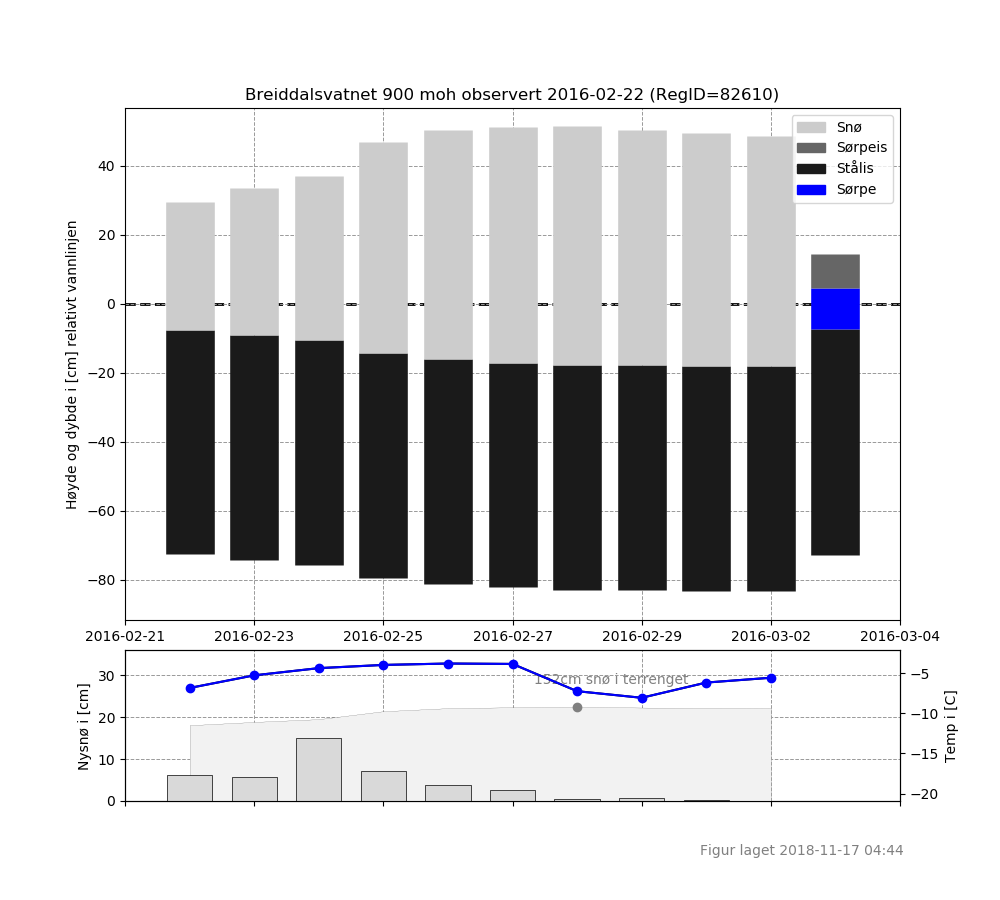 Breiddalsvatnet 900 moh observert 2016-02-22 (RegID=82610)
Snø
Sørpeis
Stålis
Sørpe
Høyde og dybde i [cm] relativt vannlinjen
40
20
0
−20
−40
−60
−80
2016-02-21 2016-02-23 2016-02-25 2016-02-27 2016-02-29 2016-03-02 2016-03-04
152cm snø i terrenget
Nysnø i [cm]
30
20
10
0
Temp i [C]
−5
−10
−15
−20
Figur laget 2018-11-17 04:44